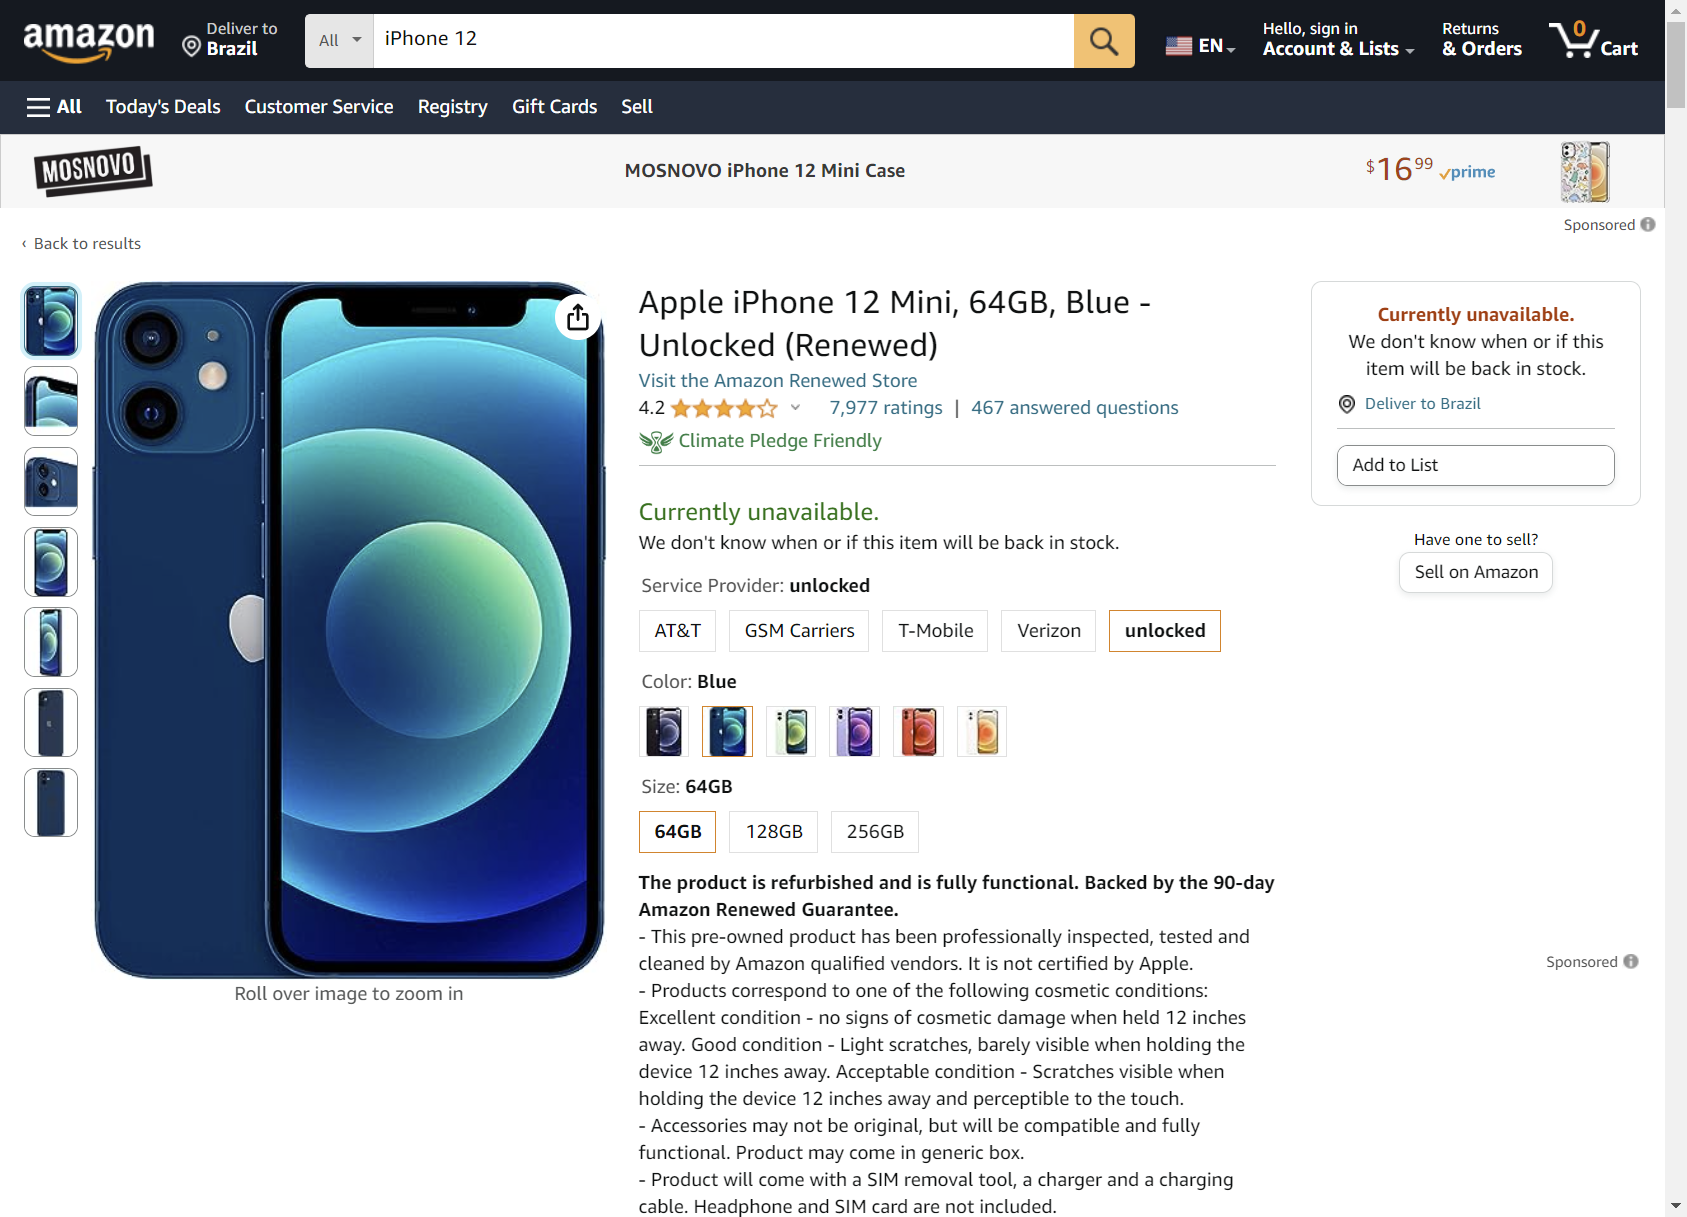 amazon
Deliver to
Brazil
All
iPhone 12
EN
Hello, sign in
Account & Lists
Returns
& Orders
0
Cart
All
Today's Deals
Customer Service
Registry
Gift Cards
Sell
MOSNOVO
MOSNOVO iPhone 12 Mini Case
$16 99
prime
Sponsored
‹ Back to results
Apple iPhone 12 Mini, 64GB, Blue -
Unlocked (Renewed)
Visit the Amazon Renewed Store
4.2
7,977 ratings | 467 answered questions
Climate Pledge Friendly
Currently unavailable.
We don't know when or if this item will be back in stock.
Service Provider: unlocked
AT&T
GSM Carriers
T-Mobile
Verizon
unlocked
Color: Blue
Size: 64GB
64GB
128GB
256GB
The product is refurbished and is fully functional. Backed by the 90-day
Amazon Renewed Guarantee.
- This pre-owned product has been professionally inspected, tested and
cleaned by Amazon qualified vendors. It is not certified by Apple.
- Products correspond to one of the following cosmetic conditions:
Excellent condition - no signs of cosmetic damage when held 12 inches
away. Good condition - Light scratches, barely visible when holding the
device 12 inches away. Acceptable condition - Scratches visible when
holding the device 12 inches away and perceptible to the touch.
- Accessories may not be original, but will be compatible and fully
functional. Product may come in generic box.
- Product will come with a SIM removal tool, a charger and a charging
cable. Headphone and SIM card are not included.
Roll over image to zoom in
Currently unavailable.
We don't know when or if this
item will be back in stock.
Deliver to Brazil
Add to List
Have one to sell?
Sell on Amazon
Sponsored